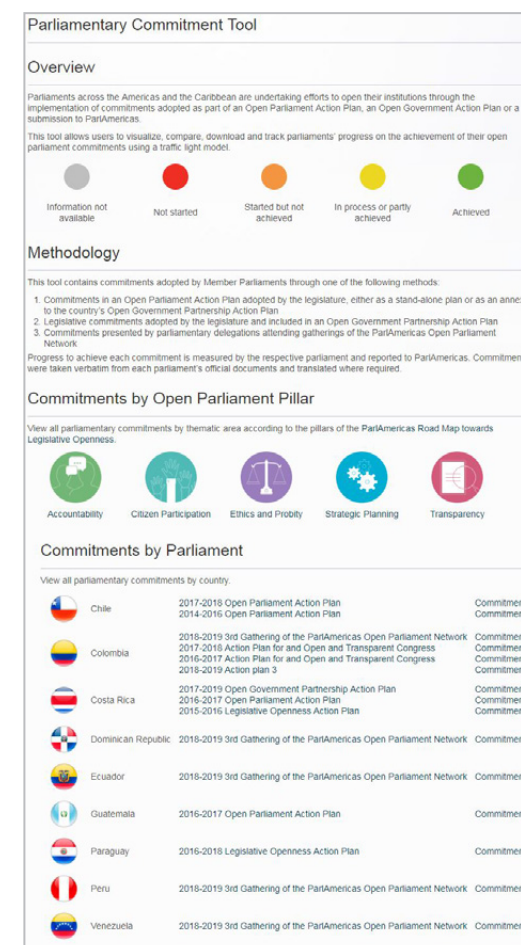 Parliamentary Commitment Tool
Overview
Parliaments across the Americas and the Caribbean are undertaking efforts to open their institutions through the
implementation of commitments adopted as part of an Open Parliament Action Plan, an Open Government Action Plan or a
submission to ParlAmericas.
This tool allows users to visualize, compare, download and track parliaments' progress on the achievement of their open
parliament commitments using a traffic light model.
Information not
available
Not started
Started but not
achieved
In process or partly
achieved
Achieved
Methodology
This tool contains commitments adopted by Member Parliaments through one of the following methods:
1. Commitments in an Open Parliament Action Plan adopted by the legislature, either as a stand-alone plan or as an annex
to the country's Open Government Partnership Action Plan
2. Legislative commitments adopted by the legislature and included in an Open Government Partnership Action Plan
3. Commitments presented by parliamentary delegations attending gatherings of the ParlAmericas Open Parliament
Network
Progress to achieve each commitment is measured by the respective parliament and reported to ParlAmericas. Commitmen
were taken verbatim from each parliament's official documents and translated where required.
Commitments by Open Parliament Pillar
View all parliamentary commitments by thematic area according to the pillars of the ParlAmericas Road Map towards
Legislative Openness.
Accountability
Citizen Participation
Ethics and Probity
Strategic Planning
Transparency
Commitments by Parliament
View all parliamentary commitments by country.
Chile
2017-2018 Open Parliament Action Plan Commitmen
2014-2016 Open Parliament Action Plan Commitmen
Colombia
2018-2019 3rd Gathering of the ParlAmericas Open Parliament Network Commitmen
2017-2018 Action Plan for and Open and Transparent Congress Commitmen
2016-2017 Action Plan for and Open and Transparent Congress Commitmen
2018-2019 Action plan 3 Commitmen
Costa Rica
2017-2019 Open Government Partnership Action Plan Commitmen
2016-2017 Open Parliament Action Plan Commitmen
2015-2016 Legislative Openness Action Plan Commitmen
Dominican Republic 2018-2019 3rd Gathering of the ParlAmericas Open Parliament Network Commitmen
Ecuador 2018-2019 3rd Gathering of the ParlAmericas Open Parliament Network Commitmen
Guatemala 2016-2017 Open Parliament Action Plan Commitmen
Paraguay 2016-2018 Legislative Openness Action Plan Commitmen
Peru 2018-2019 3rd Gathering of the ParlAmericas Open Parliament Network Commitmen
Venezuela 2018-2019 3rd Gathering of the ParlAmericas Open Parliament Network Commitmen